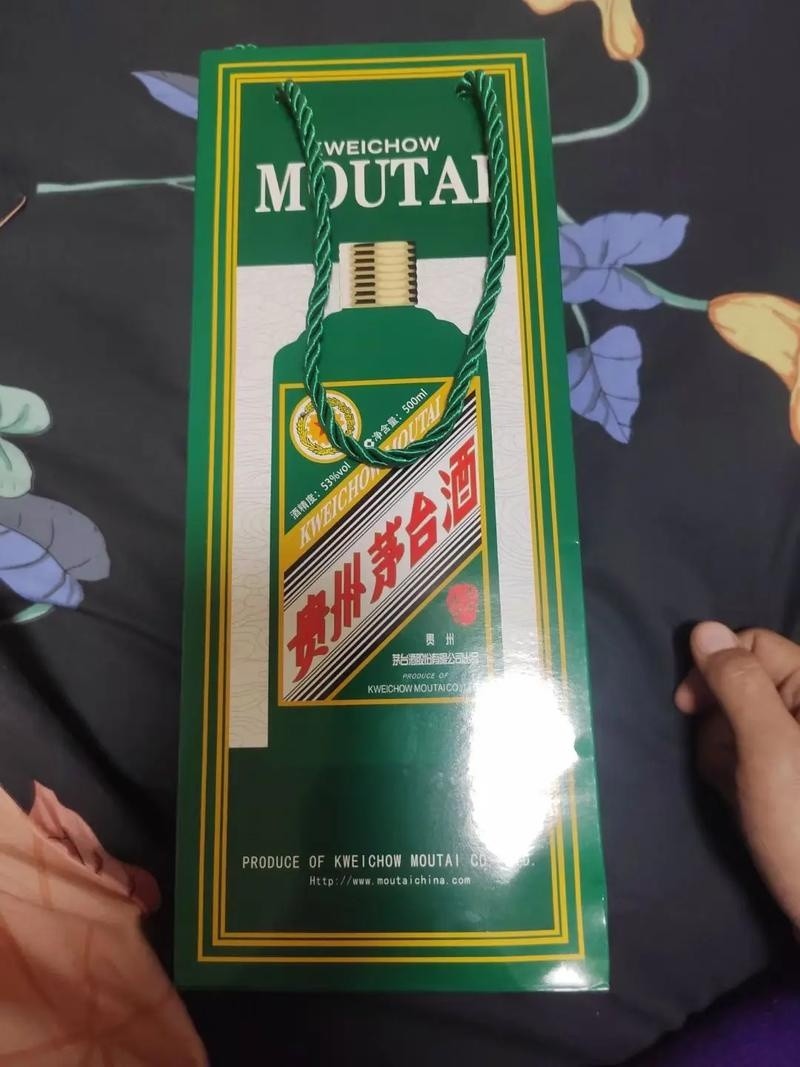 KWEICHOW
MOUTAI
酒精度：53%vol 净含量：500ml
KWEICHOW MOUTAI
贵州茅台酒
贵州
茅台酒股份有限公司出品
PRODUCE OF
KWEICHOW MOUTAI CO
PRODUCE OF KWEICHOW MOUTAI CO
Http://www.moutaichina.com